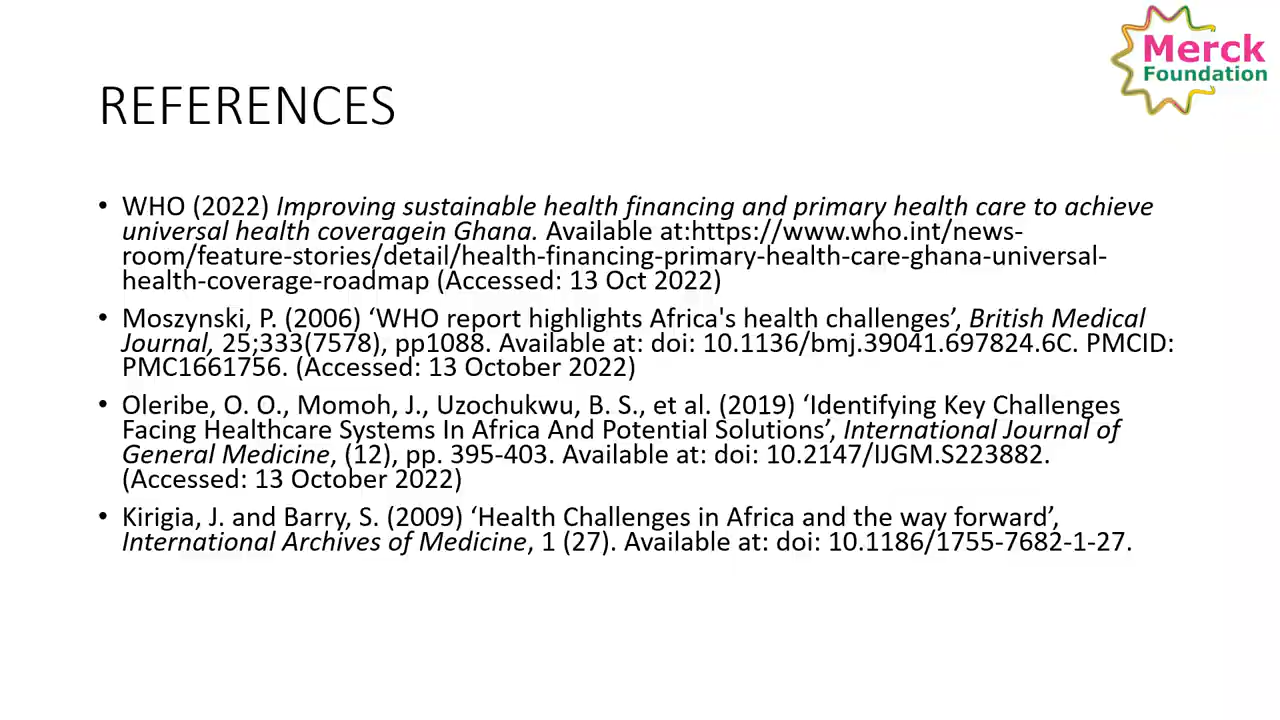 Merck
Foundation
REFERENCES
• WHO (2022) Improving sustainable health financing and primary health care to achieve
universal health coveragein Ghana. Available at:https://www.who.int/news-
room/feature-stories/detail/health-financing-primary-health-care-ghana-universal-
health-coverage-roadmap (Accessed: 13 Oct 2022)
• Moszynski, P. (2006) ‘WHO report highlights Africa's health challenges’, British Medical
Journal, 25;333(7578), pp1088. Available at: doi: 10.1136/bmj.39041.697824.6C. PMCID:
PMC1661756. (Accessed: 13 October 2022)
• Oleribe, O. O., Momoh, J., Uzochukwu, B. S., et al. (2019) ‘Identifying Key Challenges
Facing Healthcare Systems In Africa And Potential Solutions’, International Journal of
General Medicine, (12), pp. 395-403. Available at: doi: 10.2147/IJGM.S223882.
(Accessed: 13 October 2022)
• Kirigia, J. and Barry, S. (2009) ‘Health Challenges in Africa and the way forward’,
International Archives of Medicine, 1 (27). Available at: doi: 10.1186/1755-7682-1-27.